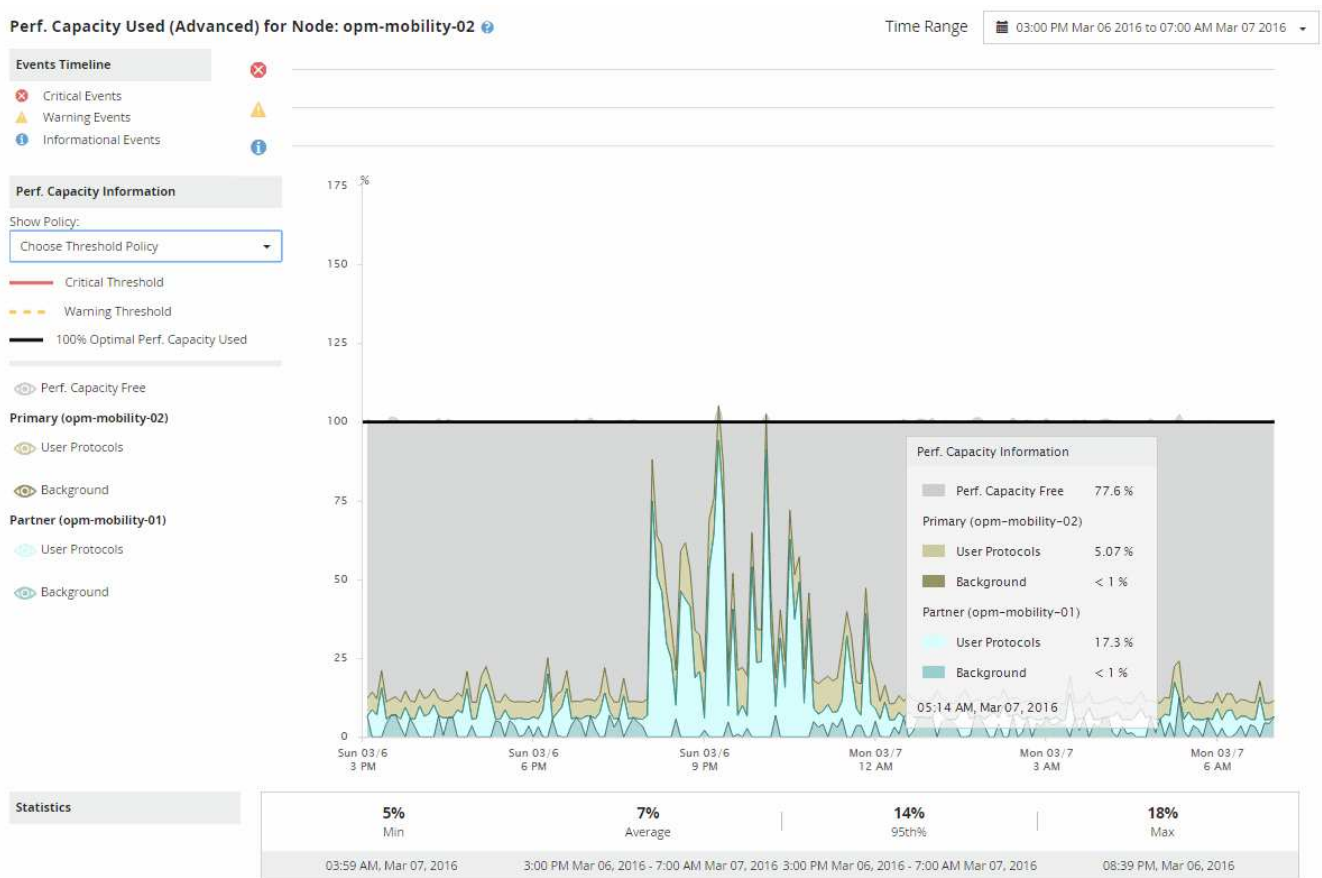 Perf. Capacity Used (Advanced) for Node: opm-mobility-02
Time Range
03:00 PM Mar 06 2016 to 07:00 AM Mar 07 2016
Events Timeline
Critical Events
Warning Events
Informational Events
Perf. Capacity Information
Show Policy:
Choose Threshold Policy
Critical Threshold
Warning Threshold
100% Optimal Perf. Capacity Used
Perf. Capacity Free
Primary (opm-mobility-02)
User Protocols
Background
Partner (opm-mobility-01)
User Protocols
Background
%
175
150
125
100
75
50
25
0
Sun 03/6 3 PM
Sun 03/6 6 PM
Sun 03/6 9 PM
Mon 03/7 12 AM
Mon 03/7 3 AM
Mon 03/7 6 AM
Perf. Capacity Information
Perf. Capacity Free 77.6 %
Primary (opm-mobility-02)
User Protocols 5.07 %
Background < 1 %
Partner (opm-mobility-01)
User Protocols 17.3 %
Background < 1 %
05:14 AM, Mar 07, 2016
Statistics
5% 7% 14% 18%
Min Average 95th% Max
03:59 AM, Mar 07, 2016 3:00 PM Mar 06, 2016 - 7:00 AM Mar 07, 2016 3:00 PM Mar 06, 2016 - 7:00 AM Mar 07, 2016 08:39 PM, Mar 06, 2016